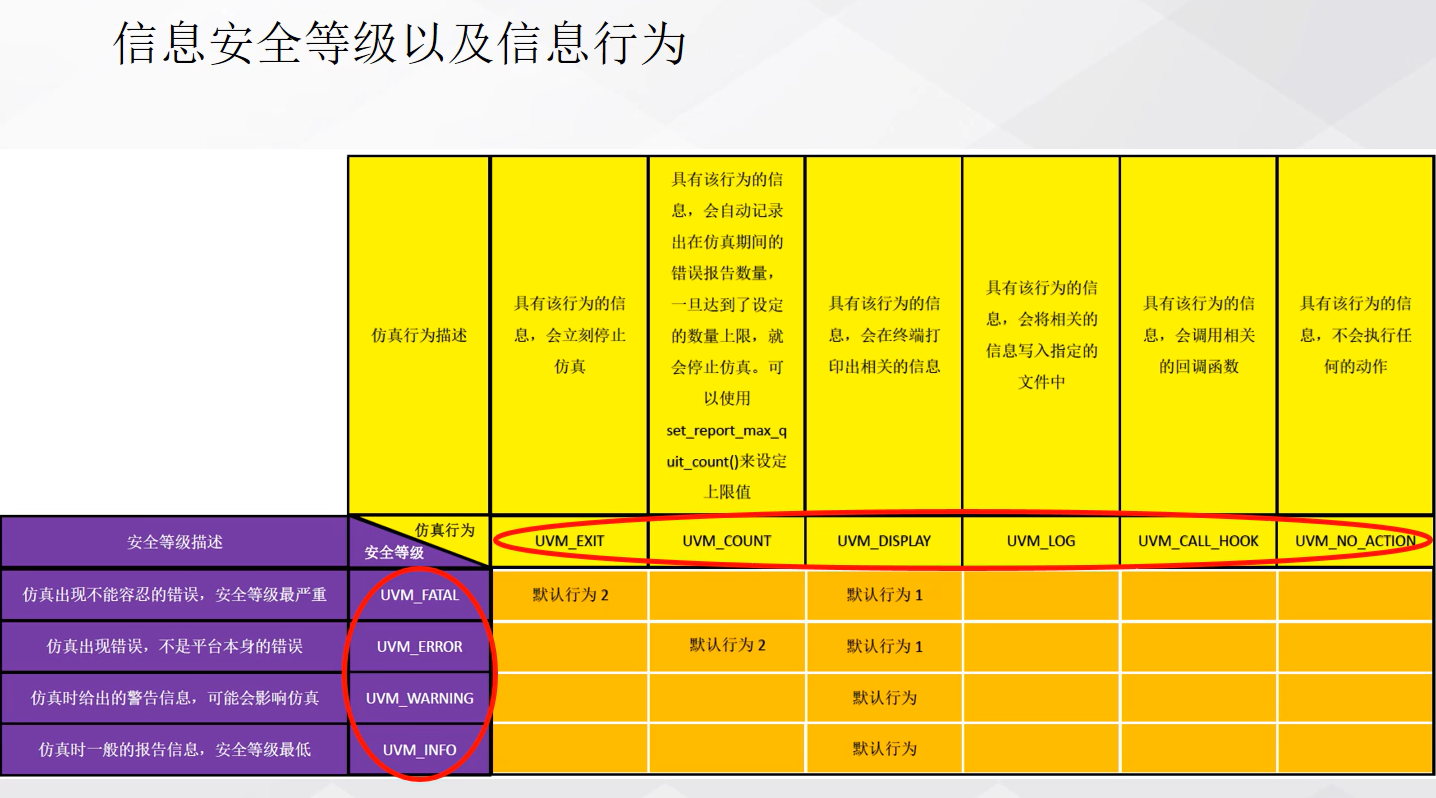 信息安全等级以及信息行为
仿真行为描述
具有该行为的信
息，会立刻停止
仿真
具有该行为的信
息，会自动记录
出在仿真期间的
错误报告数量，
一旦达到了设定
的数量上限，就
会停止仿真。可
以使用
set_report_max_q
uit_count()来设定
上限值
具有该行为的信
息，会在终端打
印出相关的信息
具有该行为的信
息，会将相关的
信息写入指定的
文件中
具有该行为的信
息，会调用相关
的回调函数
具有该行为的信
息，不会执行任
何的动作
安全等级描述
仿真行为
安全等级
UVM_EXIT
UVM_COUNT
UVM_DISPLAY
UVM_LOG
UVM_CALL_HOOK
UVM_NO_ACTION
仿真出现不能容忍的错误，安全等级最严重
UVM_FATAL
默认行为 2
默认行为 1
仿真出现错误，不是平台本身的错误
UVM_ERROR
默认行为 2
默认行为 1
仿真时给出的警告信息，可能会影响仿真
UVM_WARNING
默认行为
仿真时一般的报告信息，安全等级最低
UVM_INFO
默认行为